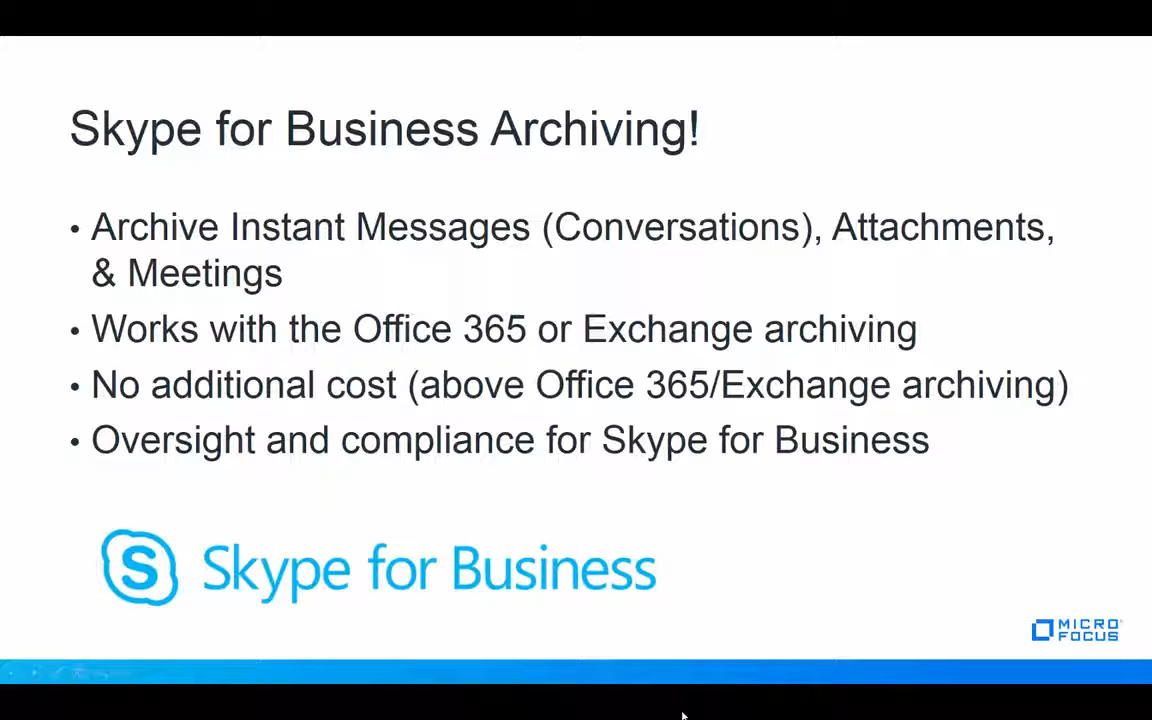 Skype for Business Archiving!
• Archive Instant Messages (Conversations), Attachments,
& Meetings
• Works with the Office 365 or Exchange archiving
• No additional cost (above Office 365/Exchange archiving)
• Oversight and compliance for Skype for Business
S Skype for Business
MICRO
FOCUS